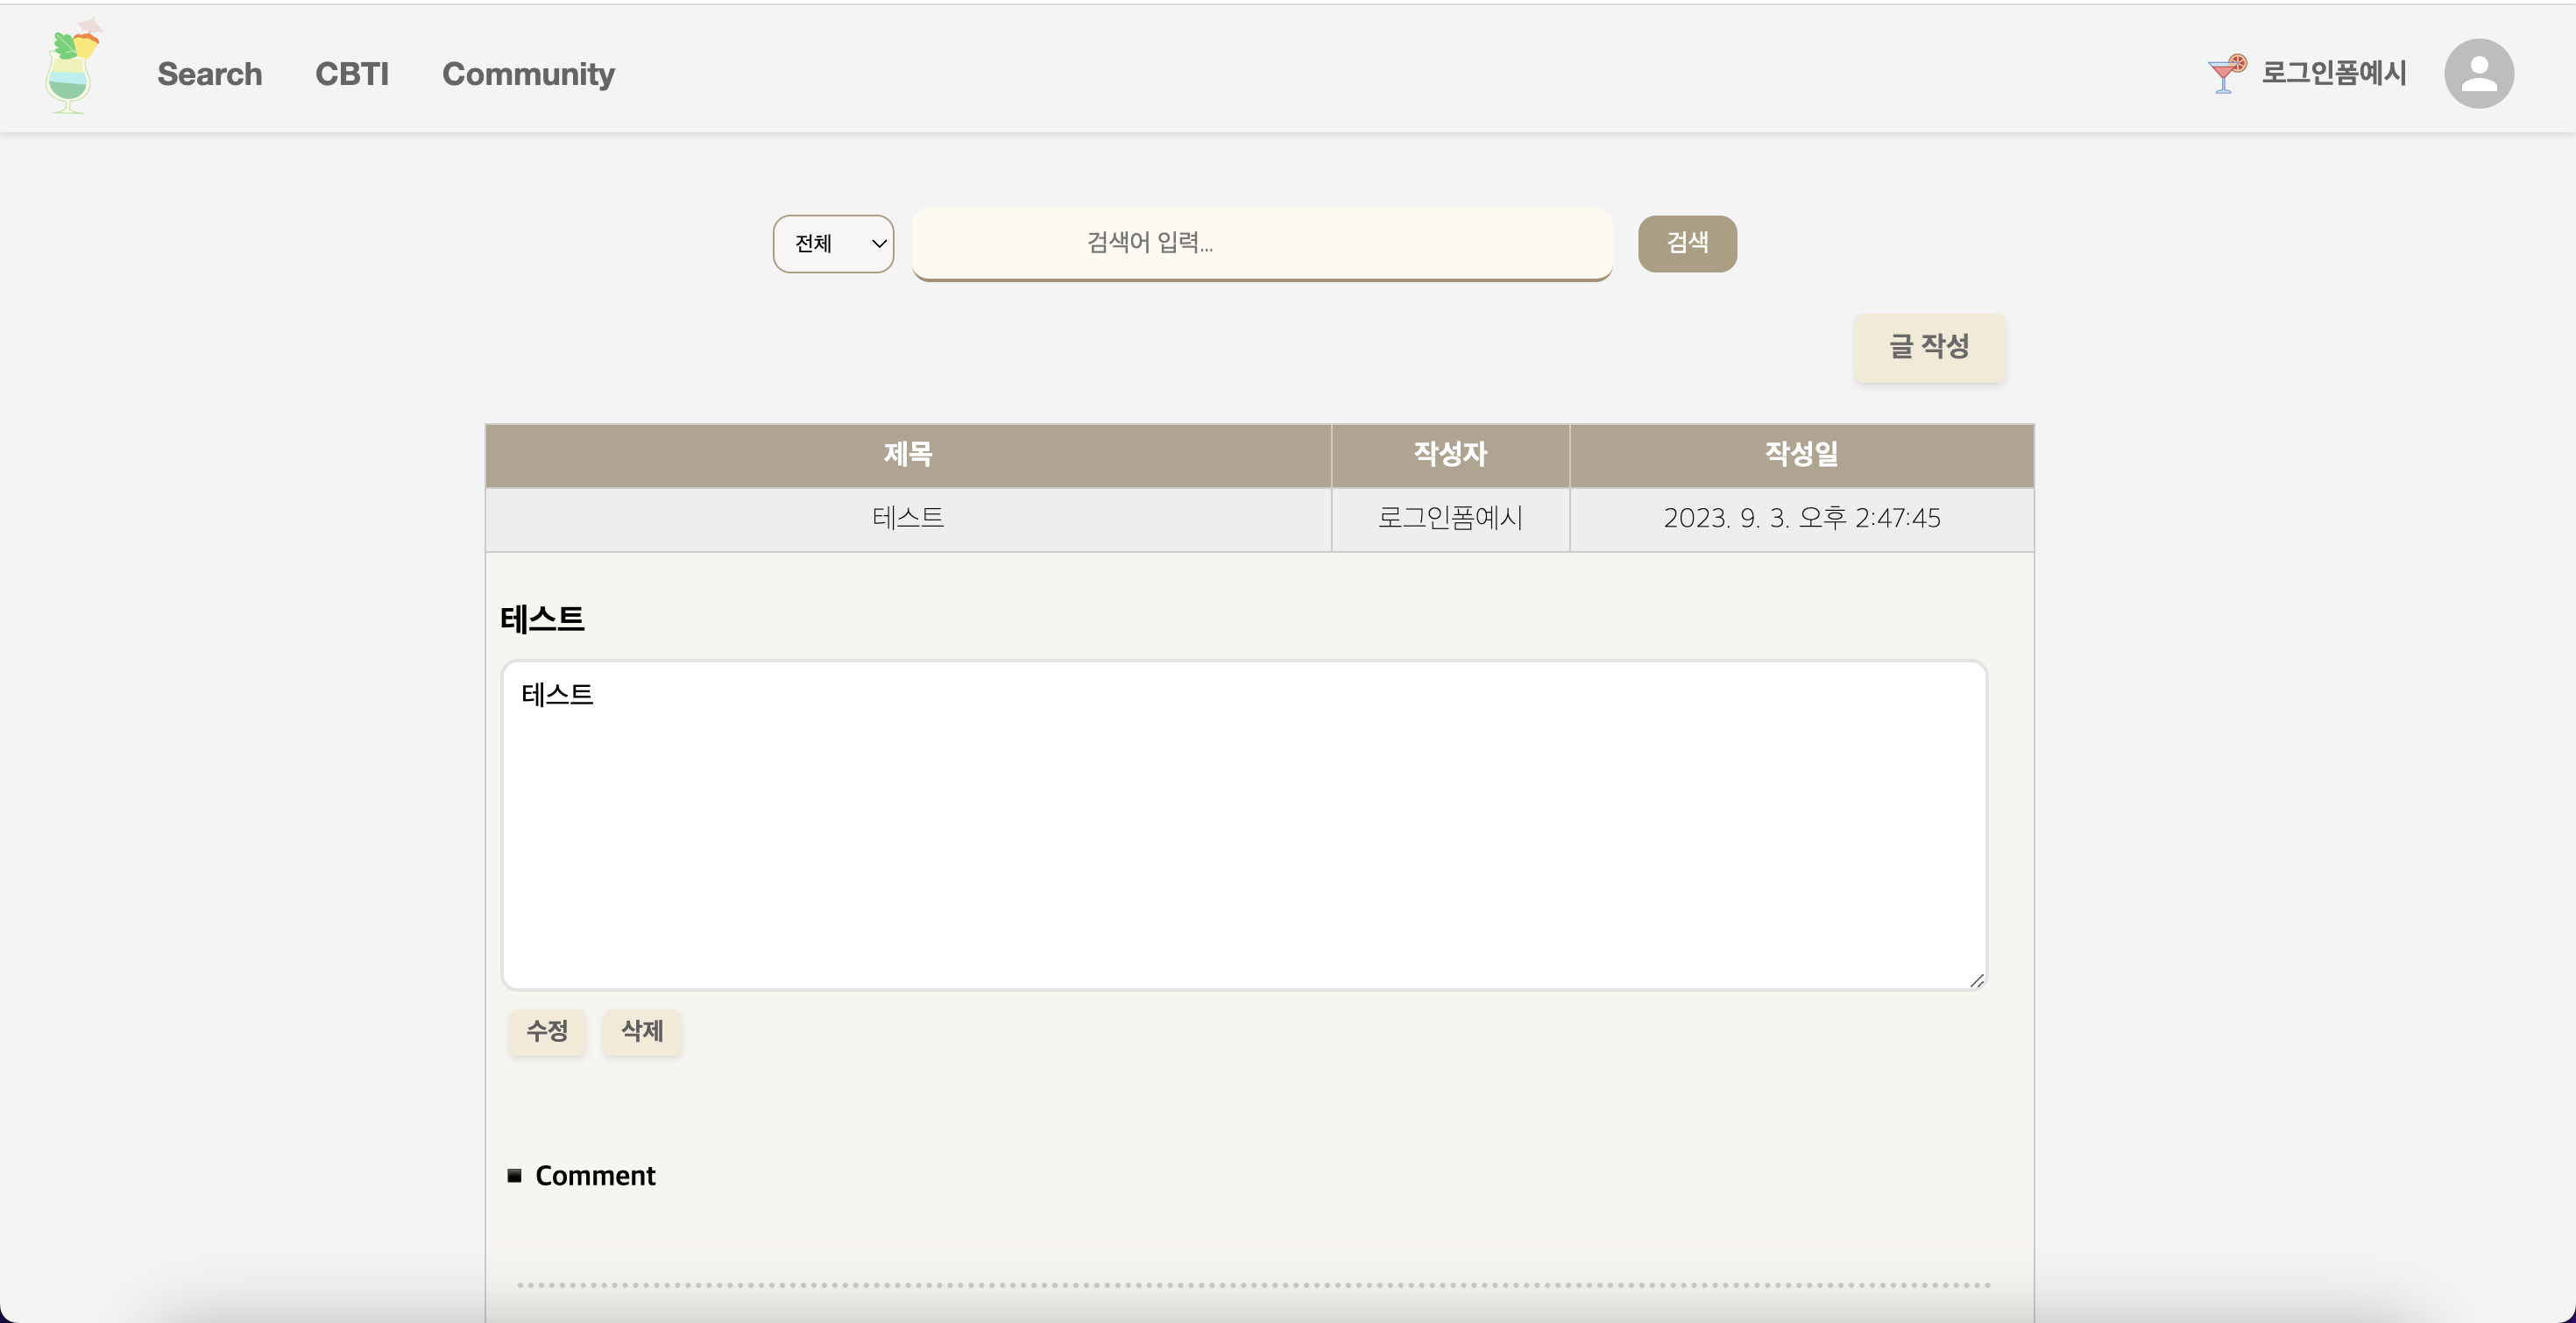 Search CBTI Community 로그인폼예시
전체 검색어 입력... 검색
글 작성
제목 작성자 작성일
테스트 로그인폼예시 2023. 9. 3. 오후 2:47:45
테스트
테스트
수정 삭제
Comment